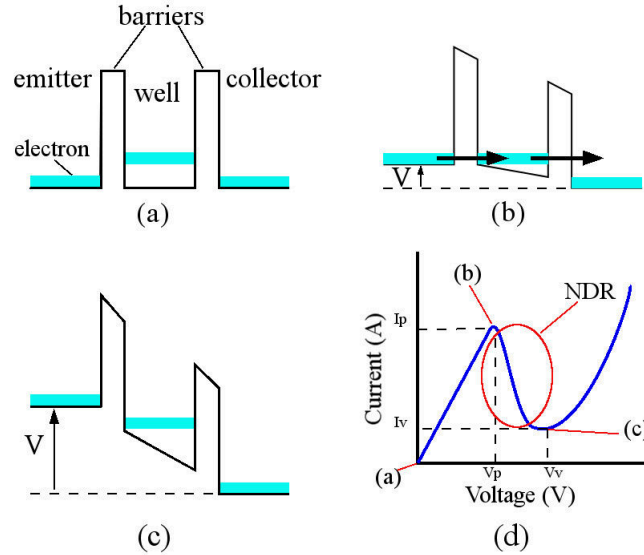 barriers
emitter
well
collector
electron
(a)
V
(b)
V
(c)
(b)
NDR
Ip
Current (A)
Iv
(c)
(a)
Vp
Vv
Voltage (V)
(d)